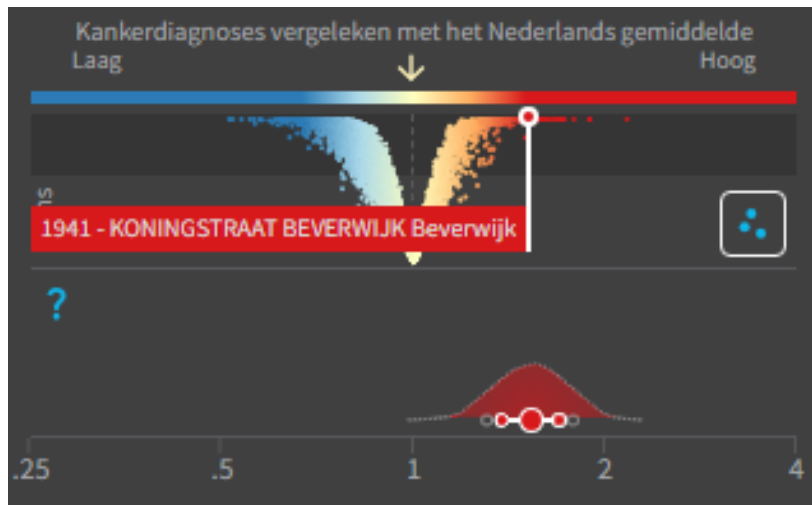 Kankerdiagnoses vergeleken met het Nederlands gemiddelde
Laag
Hoog
1941 - KONINGSTRAAT BEVERWIJK Beverwijk
?
.25
.5
1
2
4